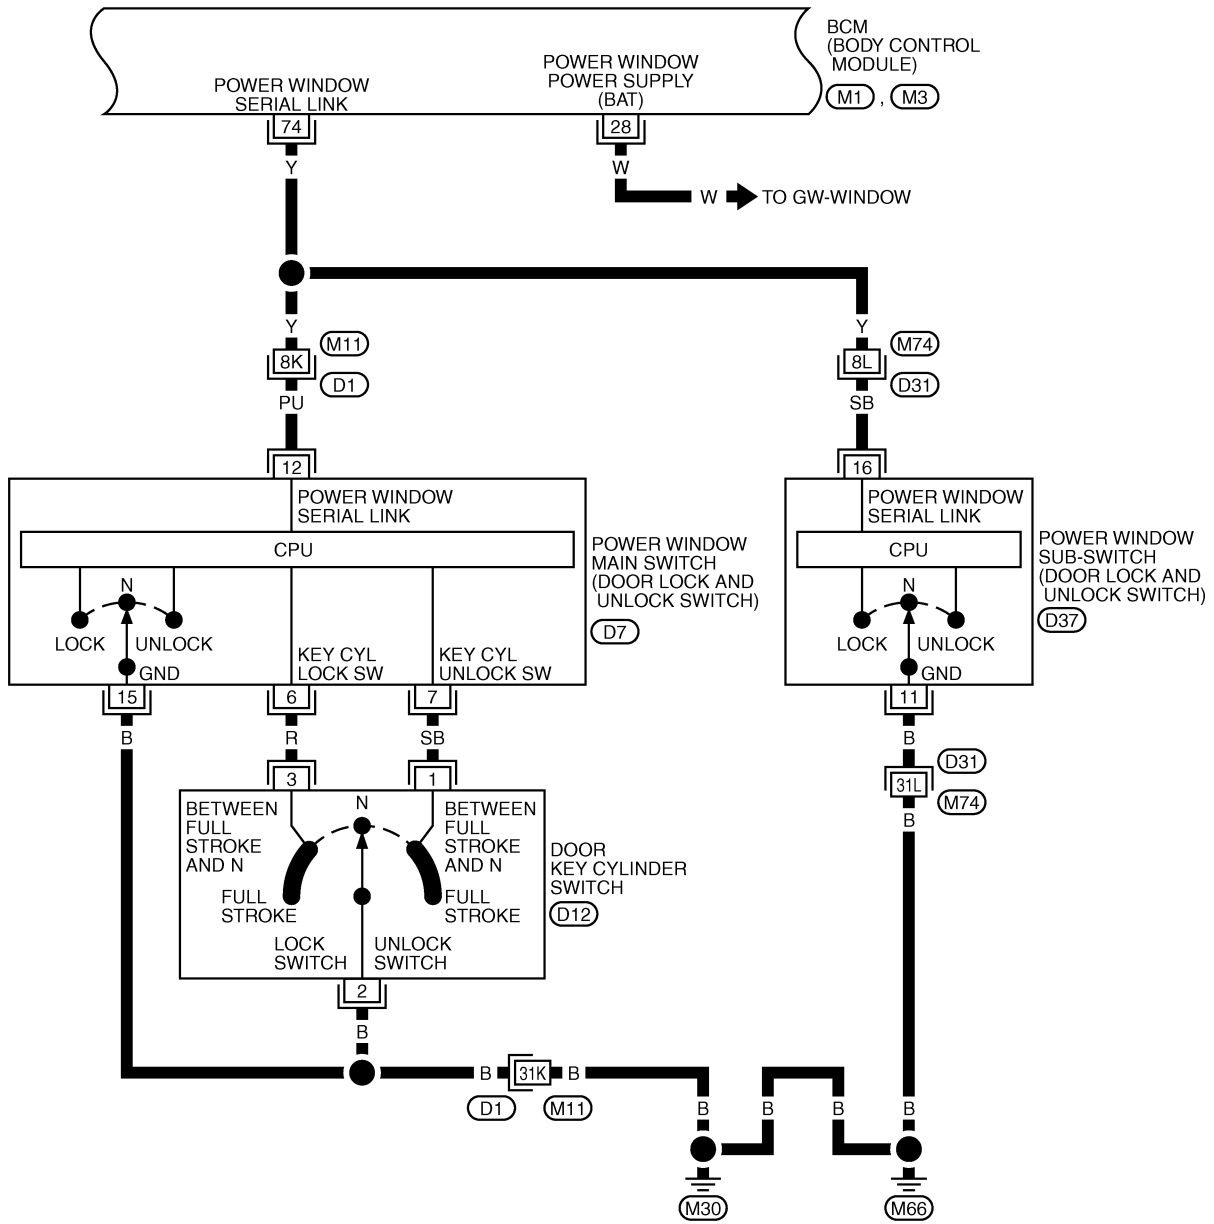 BCM
(BODY CONTROL
MODULE)
M1 , M3
POWER WINDOW
SERIAL LINK
POWER WINDOW
POWER SUPPLY
(BAT)
74
28
Y
W
W
TO GW-WINDOW
Y
Y
M11
8K
D1
M74
8L
D31
PU
SB
12
16
POWER WINDOW
SERIAL LINK
CPU
N
LOCK
UNLOCK
GND
KEY CYL
LOCK SW
KEY CYL
UNLOCK SW
POWER WINDOW
MAIN SWITCH
(DOOR LOCK AND
UNLOCK SWITCH)
D7
POWER WINDOW
SERIAL LINK
CPU
N
LOCK
UNLOCK
GND
POWER WINDOW
SUB-SWITCH
(DOOR LOCK AND
UNLOCK SWITCH)
D37
15
6
7
11
B
R
SB
B
3
1
D31
31L
M74
B
BETWEEN
FULL
STROKE
AND N
N
BETWEEN
FULL
STROKE
AND N
FULL
STROKE
FULL
STROKE
LOCK
SWITCH
UNLOCK
SWITCH
DOOR
KEY CYLINDER
SWITCH
D12
2
B
B
31K
B
D1
M11
B
B
B
B
M30
M66